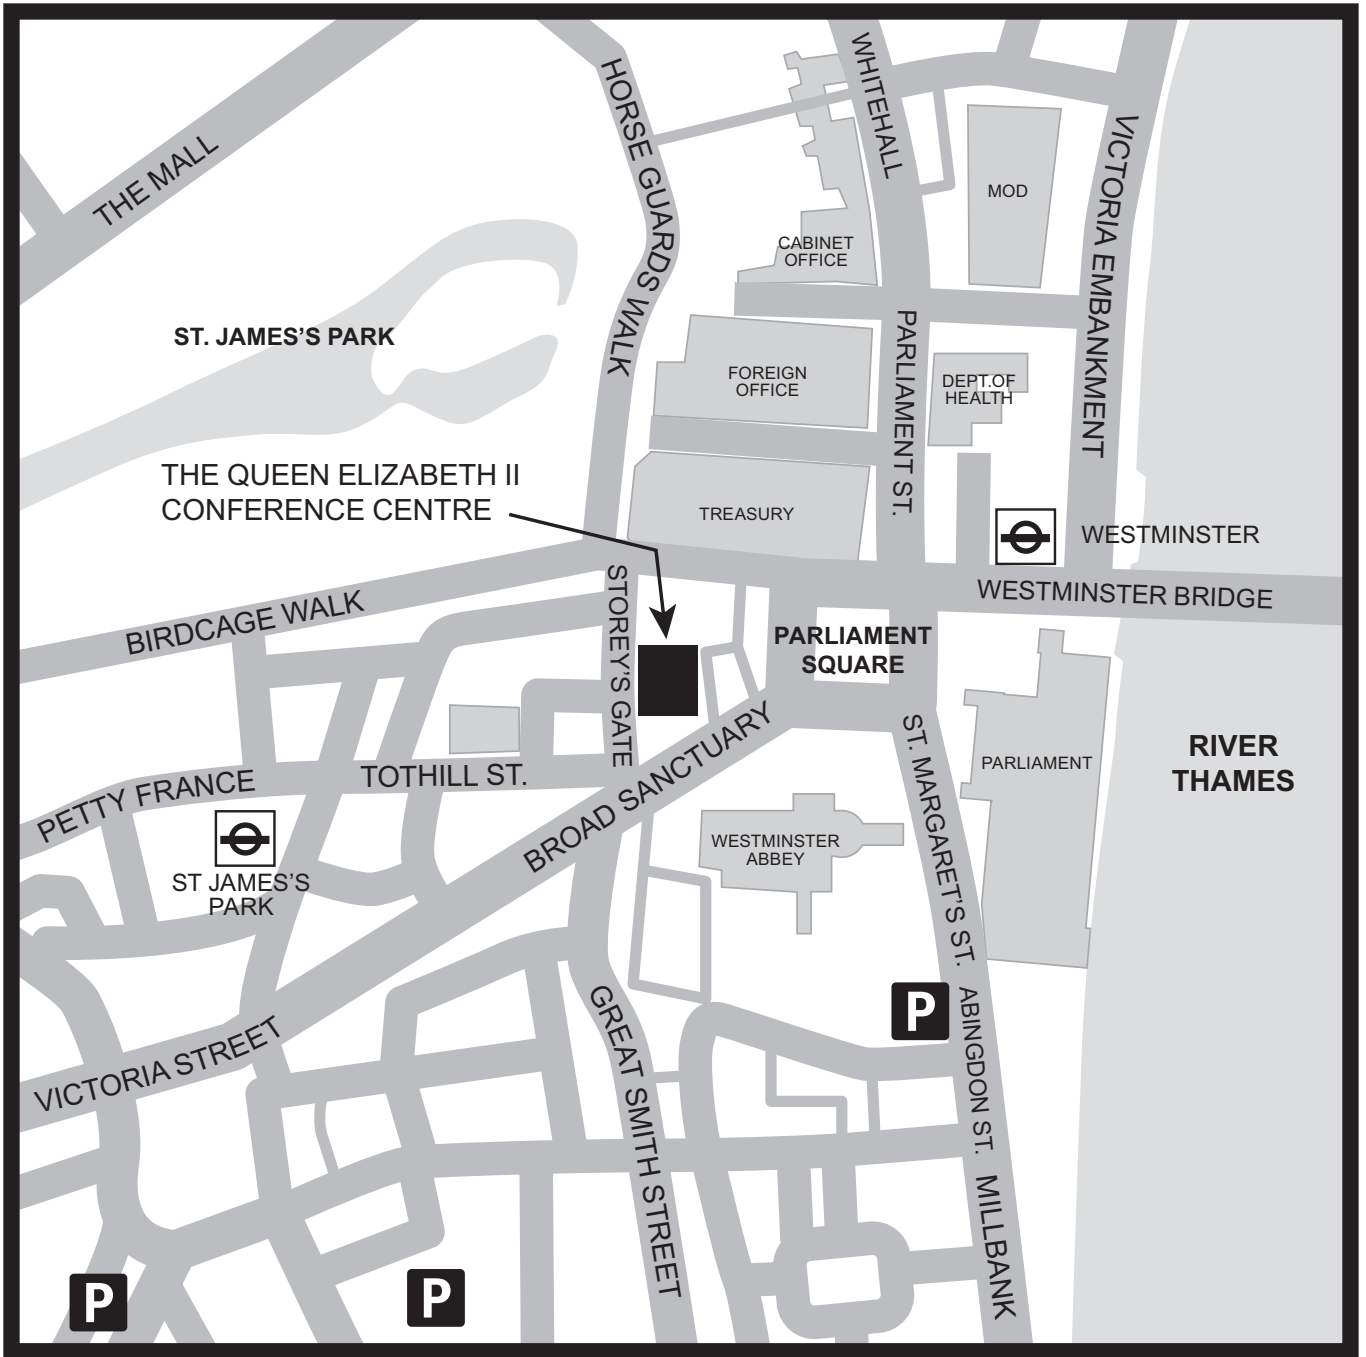 THE MALL
HORSE GUARDS WALK
WHITEHALL
VICTORIA EMBANKMENT
MOD
CABINET
OFFICE
ST. JAMES'S PARK
FOREIGN
OFFICE
PARLIAMENT ST.
DEPT.OF
HEALTH
THE QUEEN ELIZABETH II
CONFERENCE CENTRE
TREASURY
WESTMINSTER
WESTMINSTER BRIDGE
BIRDCAGE WALK
STOREY'S GATE
PARLIAMENT
SQUARE
PETTY FRANCE
TOTHILL ST.
BROAD SANCTUARY
ST. MARGARET'S ST.
PARLIAMENT
RIVER
THAMES
WESTMINSTER
ABBEY
ST JAMES'S
PARK
VICTORIA STREET
GREAT SMITH STREET
P
ABINGDON ST.
MILLBANK
P
P